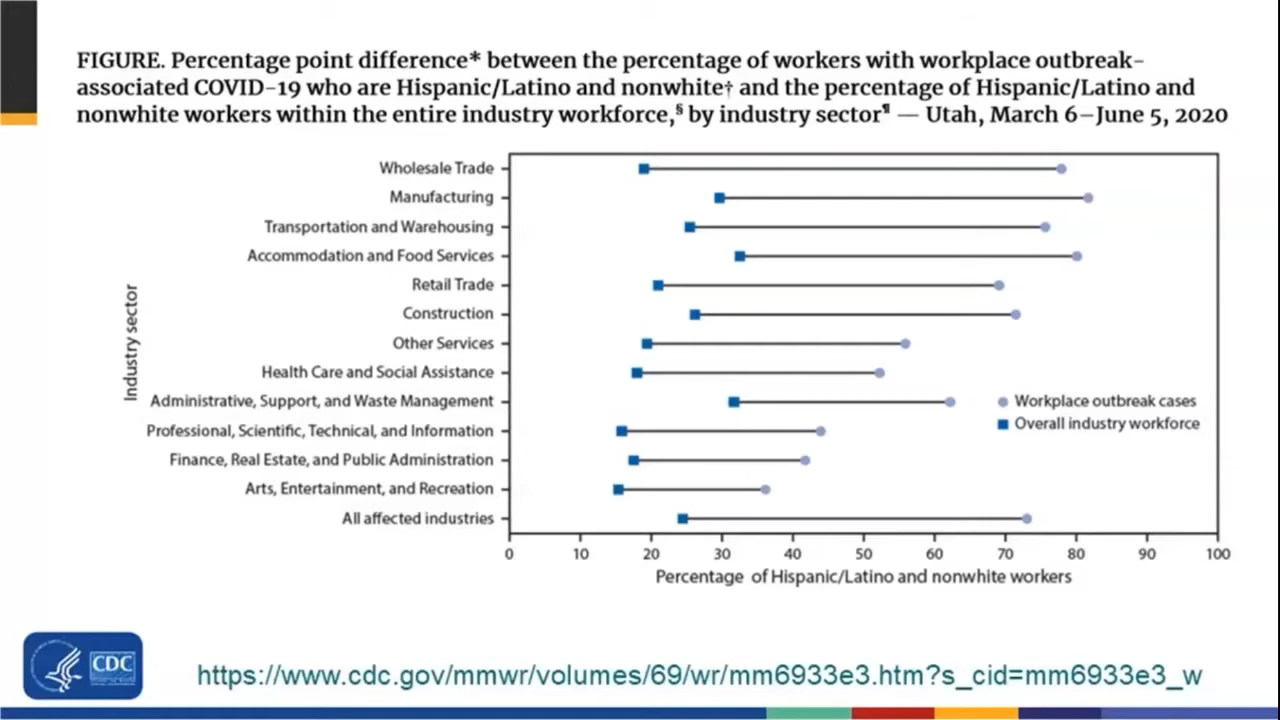 FIGURE. Percentage point difference* between the percentage of workers with workplace outbreak-
associated COVID-19 who are Hispanic/Latino and nonwhite† and the percentage of Hispanic/Latino and
nonwhite workers within the entire industry workforce,§ by industry sector¶ — Utah, March 6–June 5, 2020
Industry sector
Wholesale Trade
Manufacturing
Transportation and Warehousing
Accommodation and Food Services
Retail Trade
Construction
Other Services
Health Care and Social Assistance
Administrative, Support, and Waste Management
Professional, Scientific, Technical, and Information
Finance, Real Estate, and Public Administration
Arts, Entertainment, and Recreation
All affected industries
Workplace outbreak cases
Overall industry workforce
0 10 20 30 40 50 60 70 80 90 100
Percentage of Hispanic/Latino and nonwhite workers
CDC
https://www.cdc.gov/mmwr/volumes/69/wr/mm6933e3.htm?s_cid=mm6933e3_w